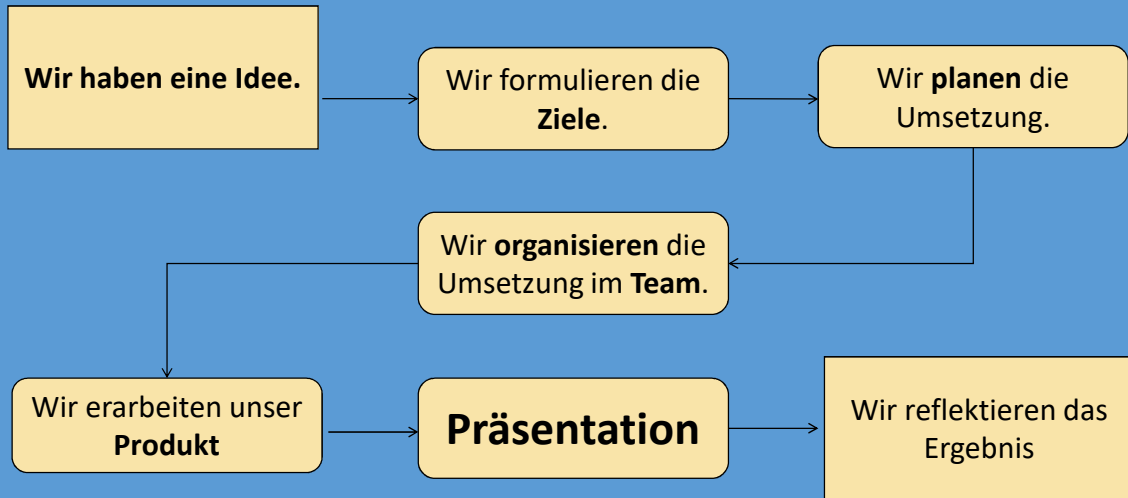 Wir haben eine Idee.
Wir formulieren die
Ziele.
Wir planen die
Umsetzung.
Wir organisieren die
Umsetzung im Team.
Wir erarbeiten unser
Produkt
Präsentation
Wir reflektieren das
Ergebnis